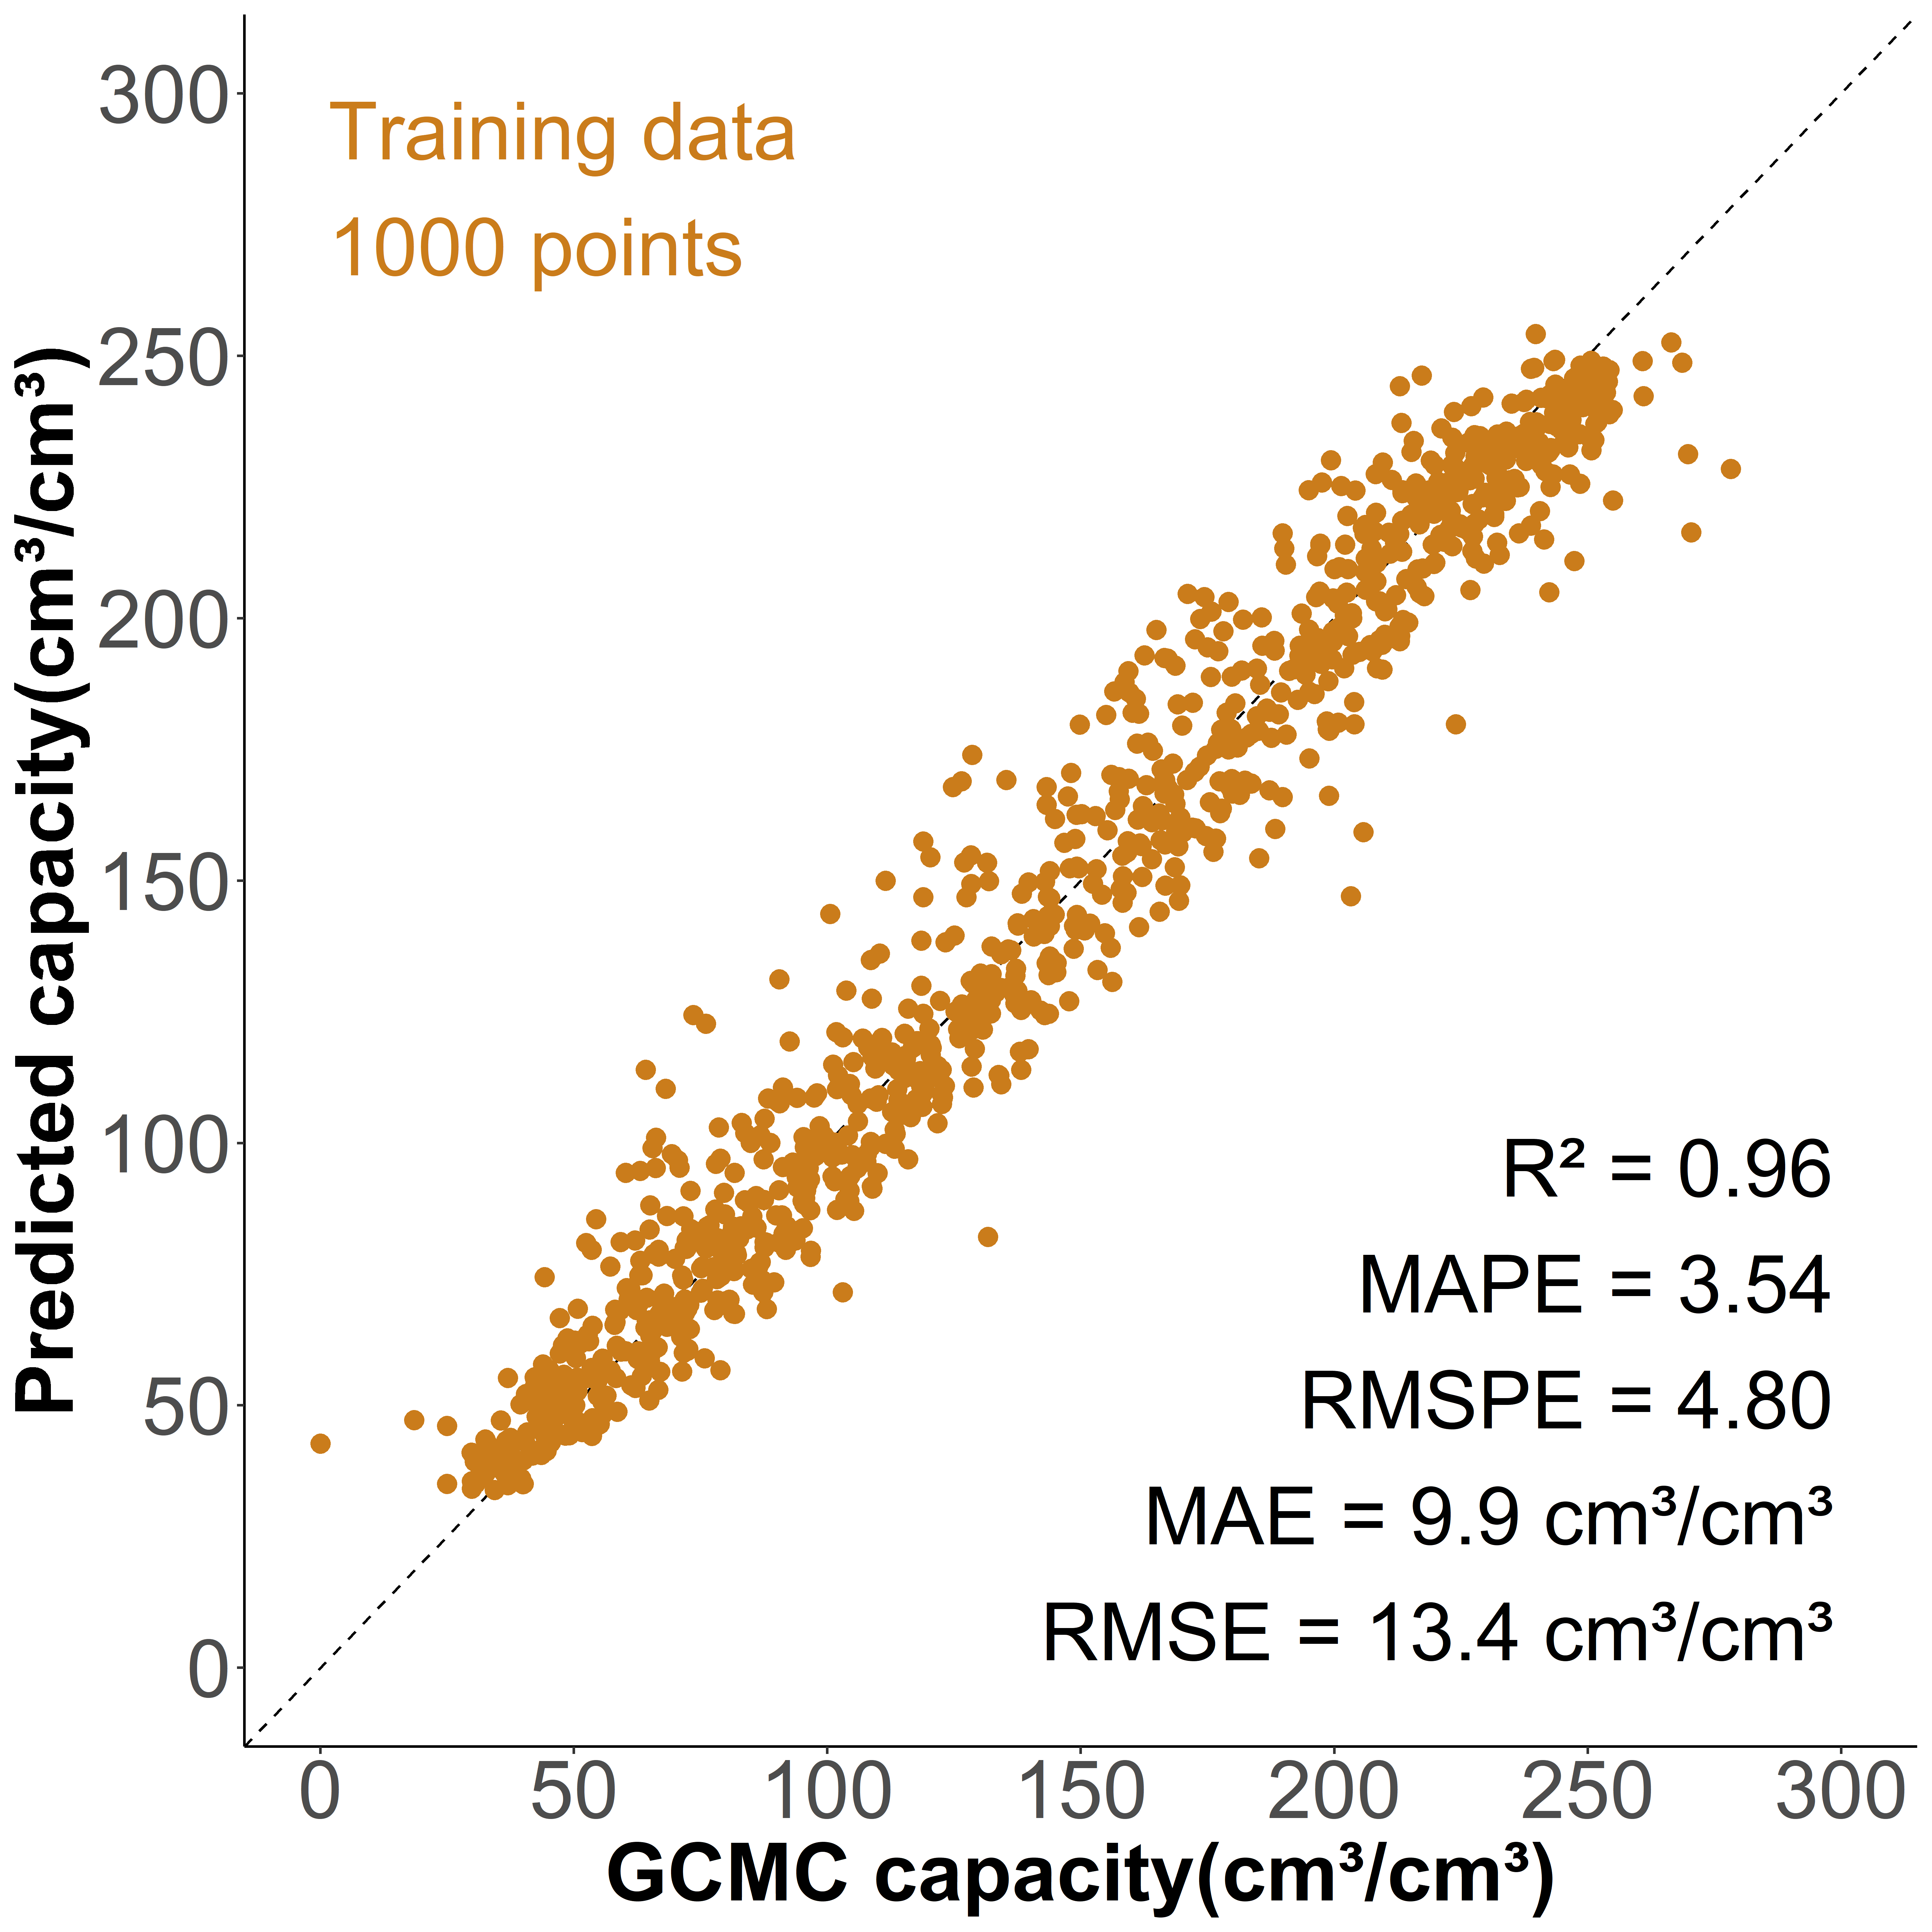 Training data
1000 points
Predicted capacity(cm³/cm³)
300
250
200
150
100
50
0
R² = 0.96
MAPE = 3.54
RMSPE = 4.80
MAE = 9.9 cm³/cm³
RMSE = 13.4 cm³/cm³
0 50 100 150 200 250 300
GCMC capacity(cm³/cm³)